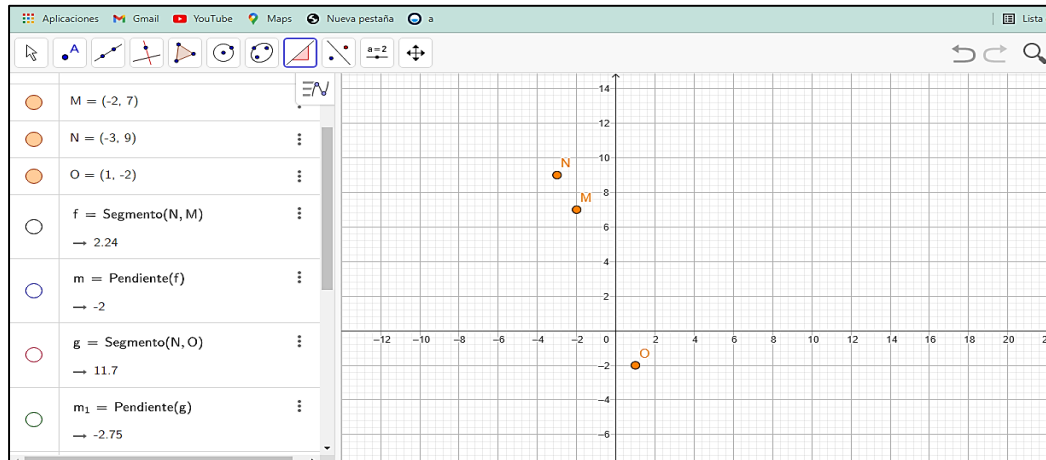 Aplicaciones Gmail YouTube Maps Nueva pestaña a Lista
A a=2
M = (-2, 7)
N = (-3, 9)
O = (1, -2)
f = Segmento(N, M)
→ 2.24
m = Pendiente(f)
→ -2
g = Segmento(N, O)
→ 11.7
m₁ = Pendiente(g)
→ -2.75
14
12
10
N
8
M
6
4
2
-12 -10 -8 -6 -4 -2 0 2 4 6 8 10 12 14 16 18 20 2
O
-2
-4
-6